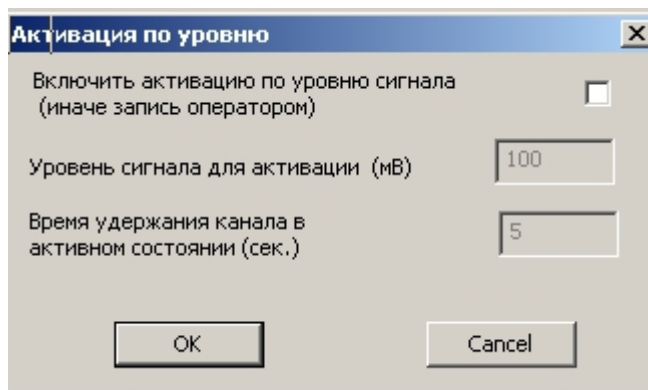 Активация по уровню
Включить активацию по уровню сигнала
(иначе запись оператором)
Уровень сигнала для активации (мВ)
100
Время удержания канала в
активном состоянии (сек.)
5
OK
Cancel